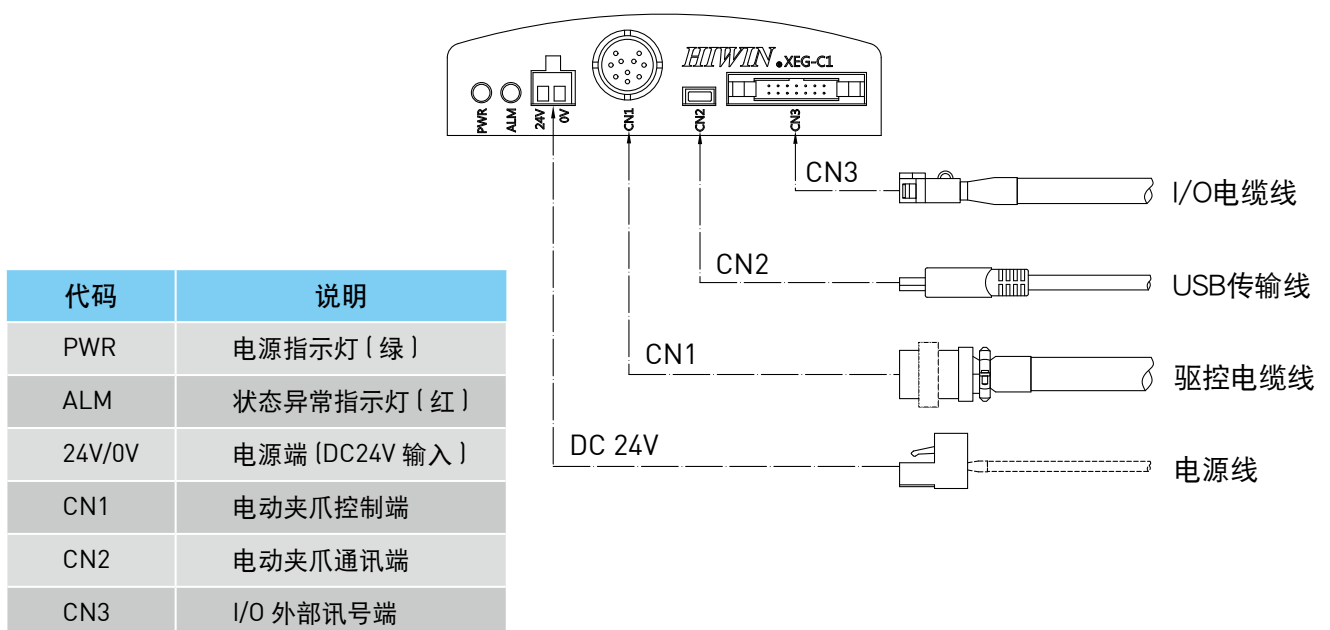 HIWIN XEG-C1
PWR
ALM
24V
0V
CN1
CN2
CN3
CN3
I/O电缆线
CN2
USB传输线
CN1
驱控电缆线
DC 24V
电源线
代码 说明
PWR 电源指示灯(绿)
ALM 状态异常指示灯(红)
24V/0V 电源端(DC24V 输入)
CN1 电动夹爪控制端
CN2 电动夹爪通讯端
CN3 I/O 外部讯号端